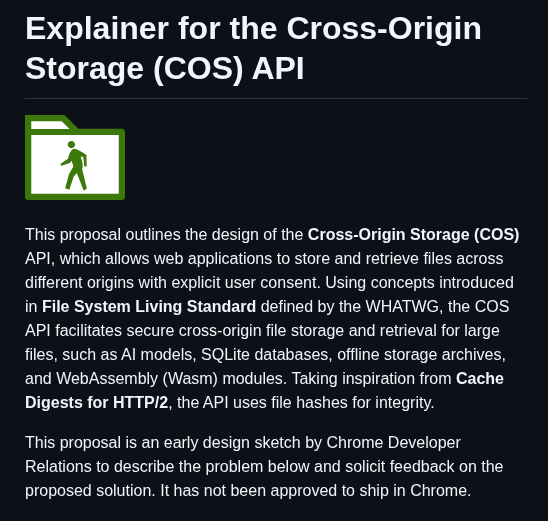 Explainer for the Cross-Origin
Storage (COS) API
This proposal outlines the design of the Cross-Origin Storage (COS)
API, which allows web applications to store and retrieve files across
different origins with explicit user consent. Using concepts introduced
in File System Living Standard defined by the WHATWG, the COS
API facilitates secure cross-origin file storage and retrieval for large
files, such as AI models, SQLite databases, offline storage archives,
and WebAssembly (Wasm) modules. Taking inspiration from Cache
Digests for HTTP/2, the API uses file hashes for integrity.
This proposal is an early design sketch by Chrome Developer
Relations to describe the problem below and solicit feedback on the
proposed solution. It has not been approved to ship in Chrome.